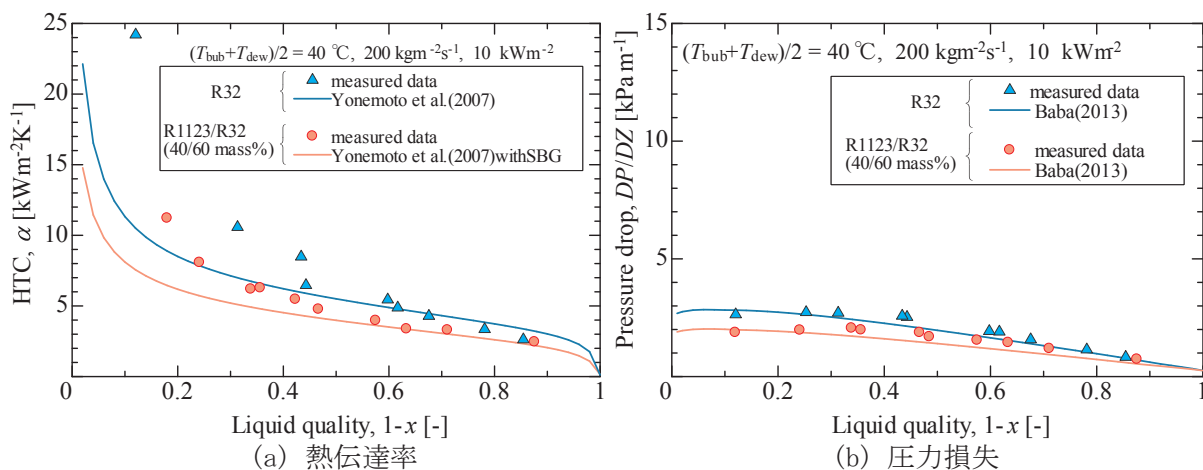 25
20
15
10
5
0
0.2
0.4
0.6
0.8
1
HTC, α [kWm-2K-1]
(Tbub+Tdew)/2 = 40 ℃, 200 kgm-2s-1, 10 kWm-2
R32
measured data
Yonemoto et al.(2007)
R1123/R32
(40/60 mass%)
measured data
Yonemoto et al.(2007)withSBG
Liquid quality, 1-x [-]
(a) 熱伝達率
15
10
5
0
0
0.2
0.4
0.6
0.8
1
Pressure drop, DP/DZ [kPam-1]
(Tbub+Tdew)/2 = 40 ℃, 200 kgm-2s-1, 10 kWm-2
R32
measured data
Baba(2013)
R1123/R32
(40/60 mass%)
measured data
Baba(2013)
Liquid quality, 1-x [-]
(b) 圧力損失